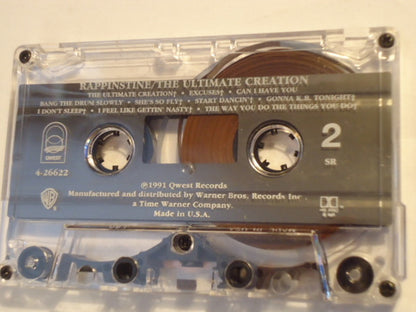 RAPPINSTINE/THE ULTIMATE CREATION
THE ULTIMATE CREATION† • EXCUSES† • CAN I HAVE YOU
BANG THE DRUM SLOWLY • SHE'S SO FLY† • START DANCIN'† • GONNA K.B. TONIGHT‡
I DON'T SLEEP† • I FEEL LIKE GETTIN' NASTY† • THE WAY YOU DO THE THINGS YOU DO†
QWEST
2
4-26622
SR
℗1991 Qwest Records
Manufactured and distributed by Warner Bros. Records Inc.,
a Time Warner Company.
Made in U.S.A.